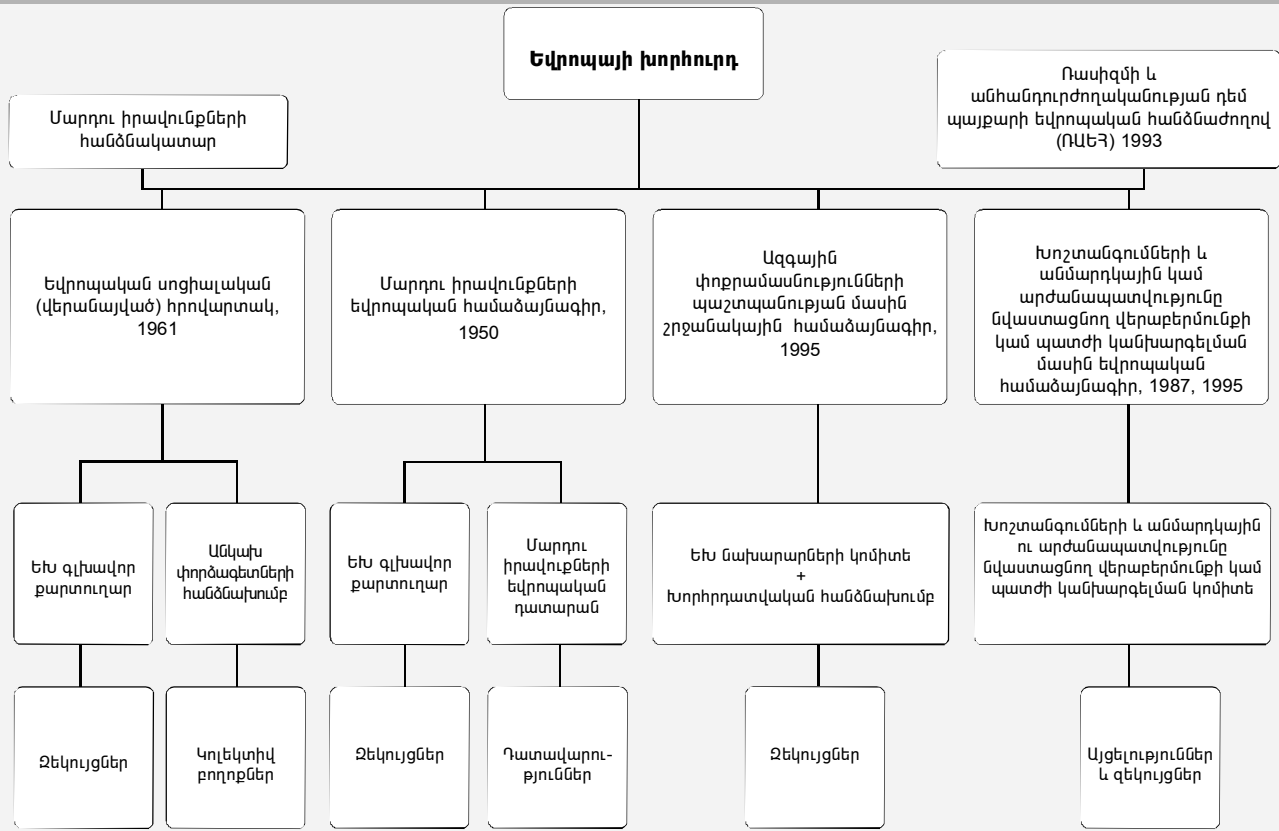 Եվրոպայի խորհուրդ
Մարդու իրավունքների
հանձնակատար
Ռասիզմի և
անհանդուրժողականության դեմ
պայքարի եվրոպական հանձնաժողով
(ՌԱԵՀ) 1993
Եվրոպական սոցիալական
(վերանայված) հրովարտակ,
1961
Մարդու իրավունքների
եվրոպական համաձայնագիր,
1950
Ազգային
փոքրամասնությունների
պաշտպանության մասին
շրջանակային համաձայնագիր,
1995
Խոշտանգումների և
անմարդկային կամ
արժանապատվությունը
նվաստացնող վերաբերմունքի
կամ պատժի կանխարգելման
մասին եվրոպական
համաձայնագիր, 1987, 1995
ԵԽ գլխավոր
քարտուղար
Անկախ
փորձագետների
հանձնախումբ
ԵԽ գլխավոր
քարտուղար
Մարդու
իրավուքների
եվրոպական
դատարան
ԵԽ նախարարների կոմիտե
+
Խորհրդատվական հանձնախումբ
Խոշտանգումների և անմարդկային
ու արժանապատվությունը
նվաստացնող վերաբերմունքի կամ
պատժի կանխարգելման կոմիտե
Զեկույցներ
Կոլեկտիվ
բողոքներ
Զեկույցներ
Դատավարու-
թյուններ
Զեկույցներ
Այցելություններ
և զեկույցներ